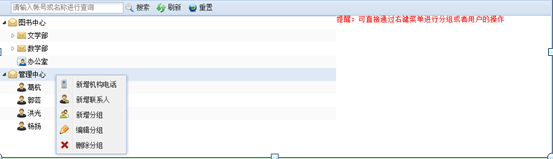 请输入帐号或名称进行查询 搜索 刷新 重置
图书中心
提醒：可直接通过右键菜单进行分组或者用户的操作
文学部
数学部
办公室
管理中心
葛杭
郭芸
洪光
杨扬
新增机构电话
新增联系人
新增分组
编辑分组
删除分组